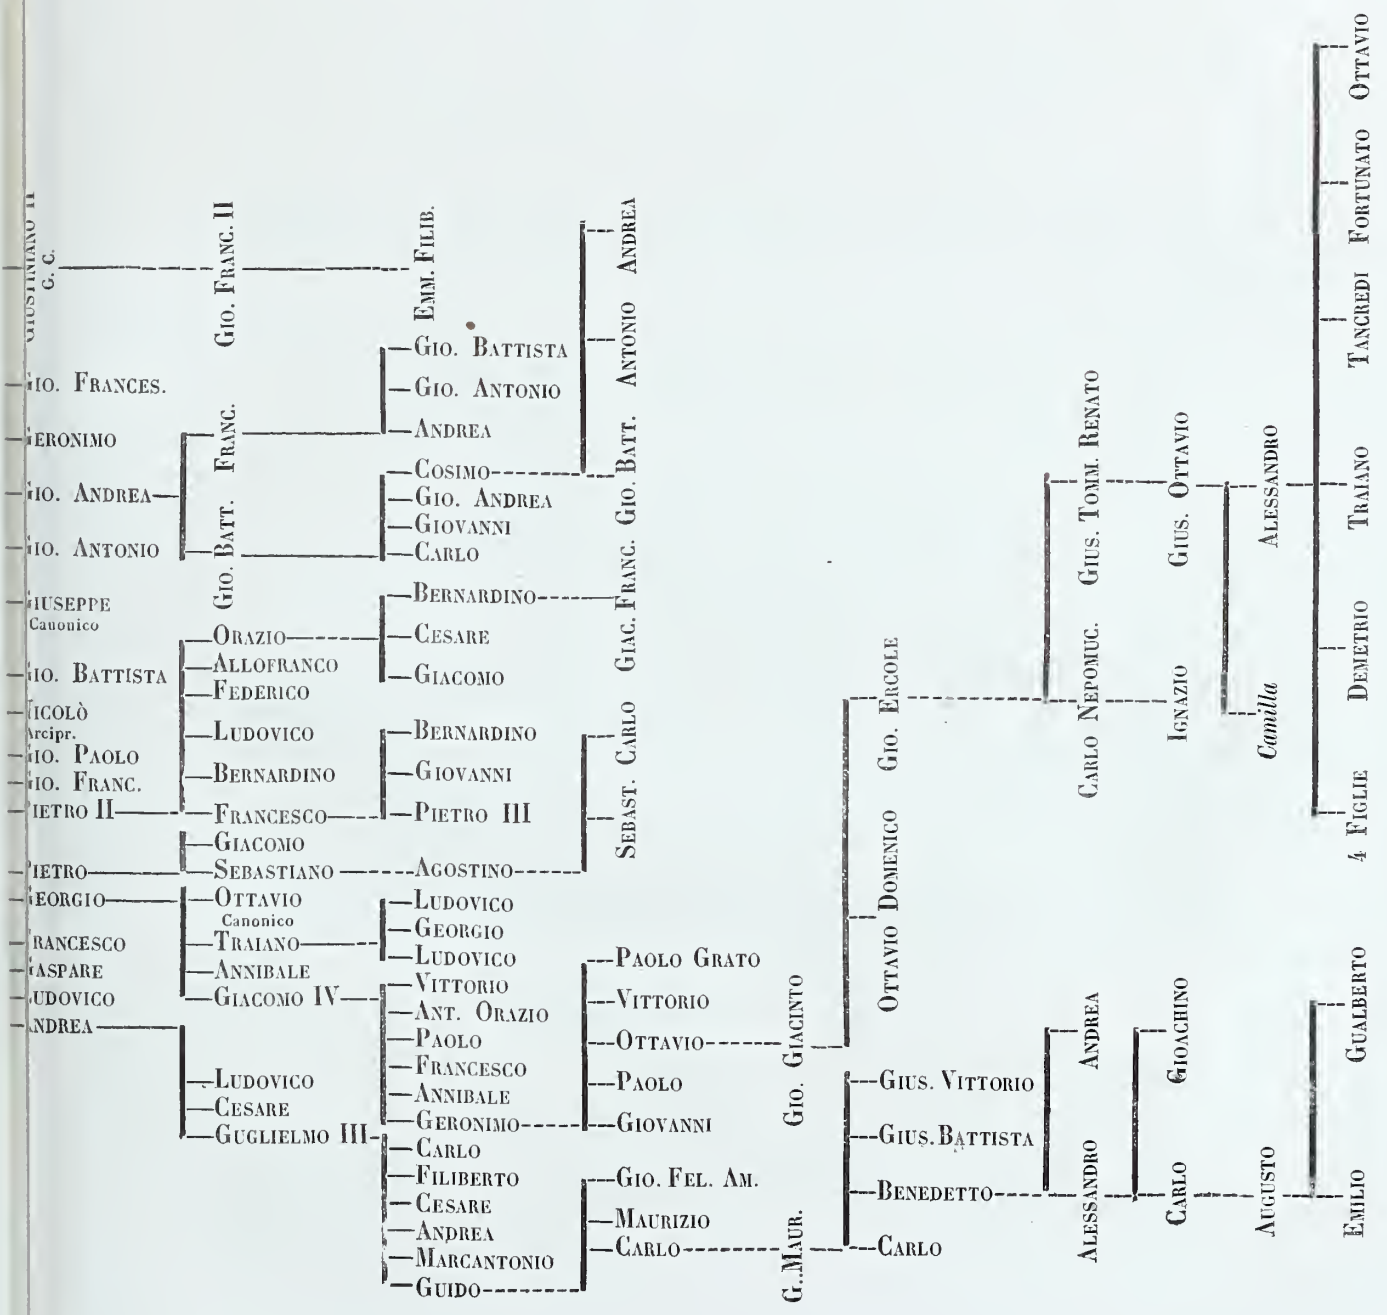 G. C.
GIO. FRANC. II
EMM. FILIB.
GIO. FRANCES.
GERONIMO
GIO. ANDREA
GIO. ANTONIO
GIUSEPPE
Canonico
GIO. BATTISTA
NICOLÒ
Arcipr.
GIO. PAOLO
GIO. FRANC.
PIETRO II
PIETRO
GEORGIO
FRANCESCO
GASPARE
LUDOVICO
ANDREA
FRANC.
GIO. BATT.
ORAZIO
ALLOFRANCO
FEDERICO
LUDOVICO
BERNARDINO
FRANCESCO
GIACOMO
SEBASTIANO
OTTAVIO
Canonico
TRAIANO
ANNIBALE
GIACOMO IV
LUDOVICO
CESARE
GUGLIELMO III
GIO. BATTISTA
GIO. ANTONIO
ANDREA
COSIMO
GIO. ANDREA
GIOVANNI
CARLO
BERNARDINO
CESARE
GIACOMO
BERNARDINO
GIOVANNI
PIETRO III
AGOSTINO
LUDOVICO
GEORGIO
LUDOVICO
VITTORIO
ANT. ORAZIO
PAOLO
FRANCESCO
ANNIBALE
GERONIMO
CARLO
FILIBERTO
CESARE
ANDREA
MARCANTONIO
GUIDO
ANDREA
ANTONIO
GIO. BATT.
GIAC. FRANC.
CARLO
SEBAST.
PAOLO GRATO
VITTORIO
OTTAVIO
PAOLO
GIOVANNI
GIO. FEL. AM.
MAURIZIO
CARLO
GIO. GIACINTO
G. MAUR.
GIO. ERCOLE
OTTAVIO DOMENICO
GIUS. VITTORIO
GIUS. BATTISTA
BENEDETTO
CARLO
GIUS. TOMM. RENATO
CARLO NEPOMUC.
ANDREA
ALESSANDRO
GIUS. OTTAVIO
IGNAZIO
GIOACHINO
CARLO
ALESSANDRO
Camilla
AUGUSTO
OTTAVIO
FORTUNATO
TANCREDI
TRAIANO
DEMETRIO
4 FIGLIE
GUALBERTO
EMILIO